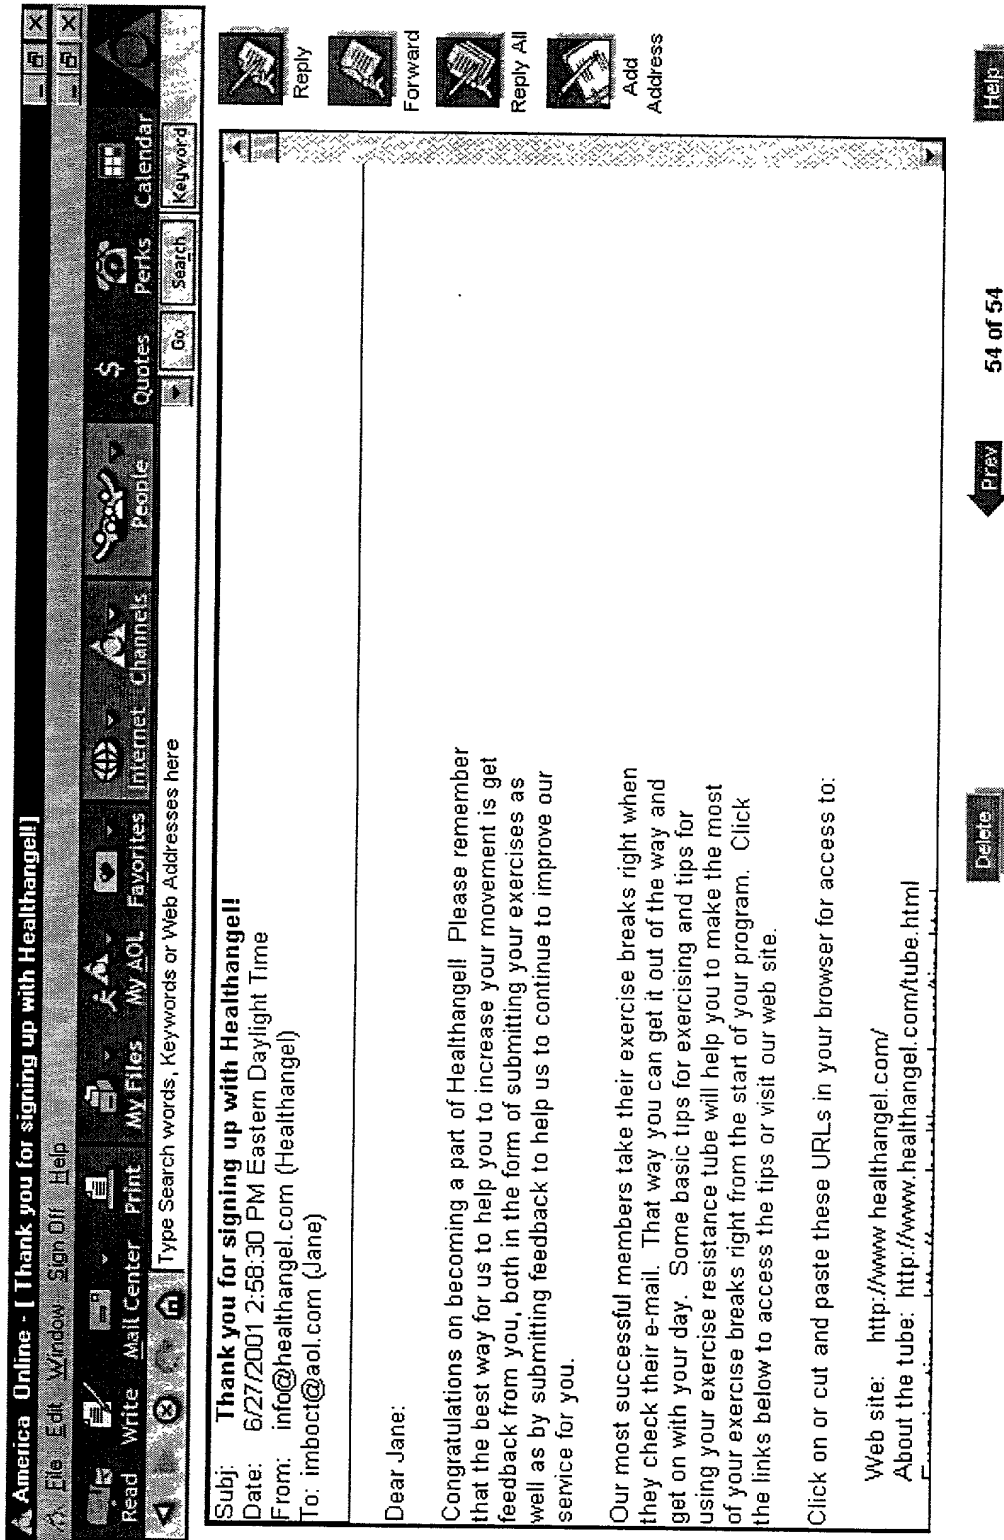 America Online - [Thank you for signing up with Healthangel!]
File Edit Window Sign Off Help
Read Write Mail Center Print My Files My AOL Favorites Internet Channels People Quotes Perks Calendar
Type Search words, Keywords or Web Addresses here Go Search Keyword
Subj: Thank you for signing up with Healthangel!
Date: 6/27/2001 2:58:30 PM Eastern Daylight Time
From: info@healthangel.com (Healthangel)
To: imboct@aol.com (Jane)
Reply
Forward
Reply All
Add
Address
Dear Jane:
Congratulations on becoming a part of Healthangel! Please remember
that the best way for us to help you to increase your movement is get
feedback from you, both in the form of submitting your exercises as
well as by submitting feedback to help us to continue to improve our
service for you.
Our most successful members take their exercise breaks right when
they check their e-mail. That way you can get it out of the way and
get on with your day. Some basic tips for exercising and tips for
using your exercise resistance tube will help you to make the most
of your exercise breaks right from the start of your program. Click
the links below to access the tips or visit our web site.
Click on or cut and paste these URLs in your browser for access to:
Web site: http://www.healthangel.com/
About the tube: http://www.healthangel.com/tube.html
Delete Prev 54 of 54 Help